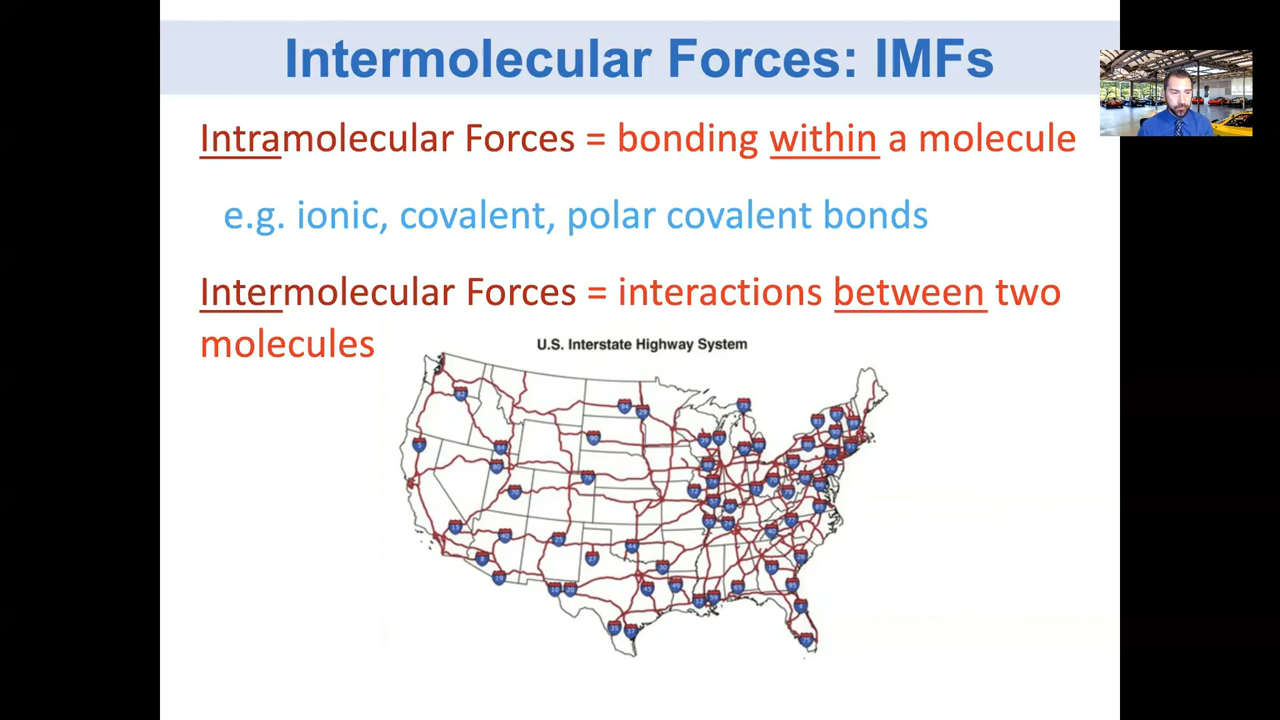 Intermolecular Forces: IMFs
Intramolecular Forces = bonding within a molecule
e.g. ionic, covalent, polar covalent bonds
Intermolecular Forces = interactions between two
molecules
U.S. Interstate Highway System